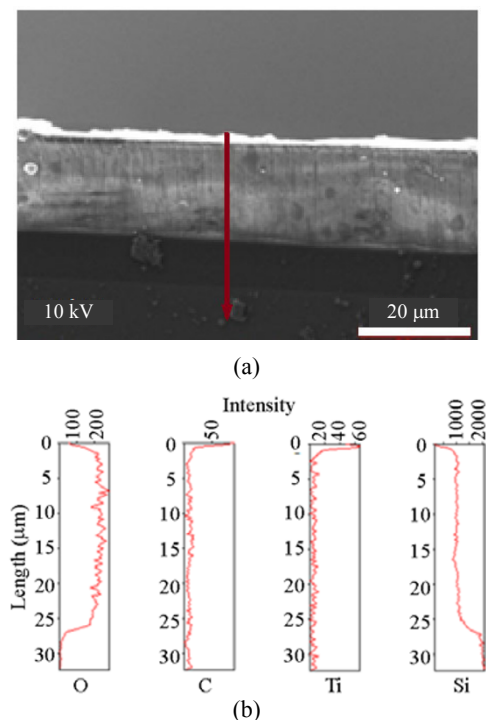 10 kV
20 μm
(a)
Intensity
100 200
50
20 40 60
1000 2000
0 0 0 0
5 5 5 5
10 10 10 10
15 15 15 15
20 20 20 20
25 25 25 25
30 30 30 30
Length (μm)
O C Ti Si
(b)